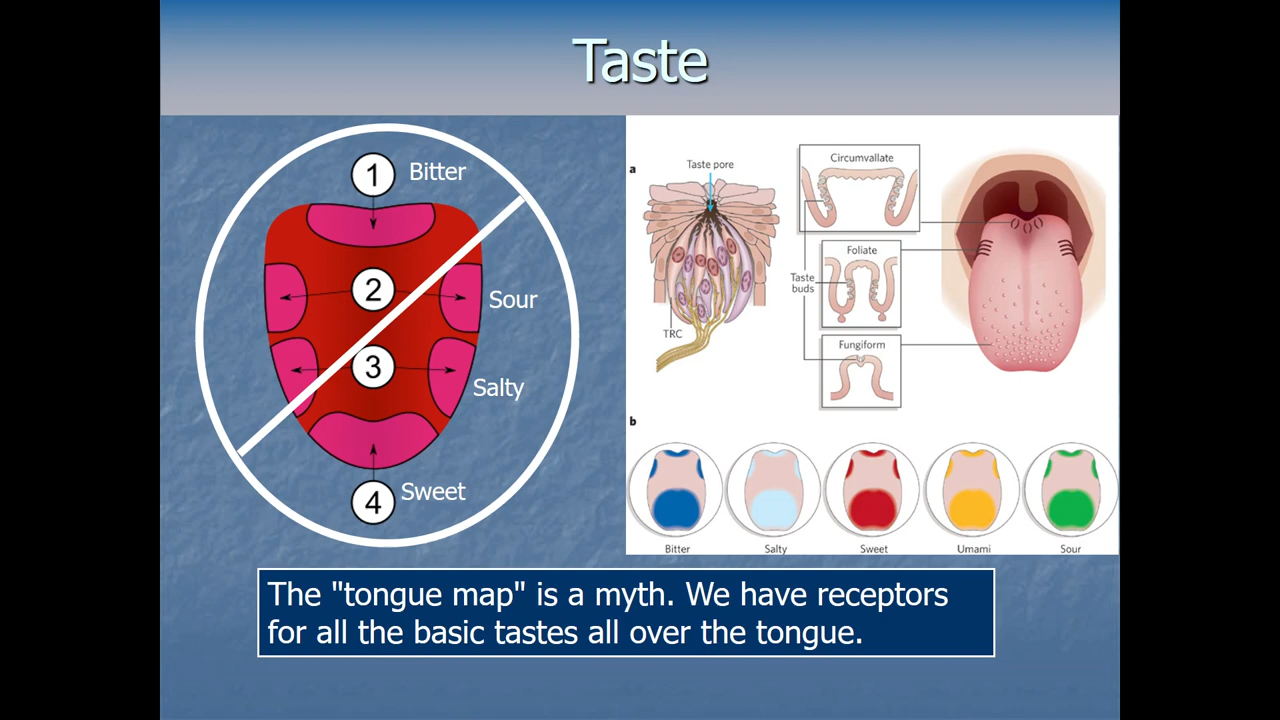 Taste
1 Bitter
2
Sour
3
Salty
4 Sweet
a
Taste pore
TRC
Circumvallate
Foliate
Taste
buds
Fungiform
b
Bitter Salty Sweet Umami Sour
The "tongue map" is a myth. We have receptors
for all the basic tastes all over the tongue.